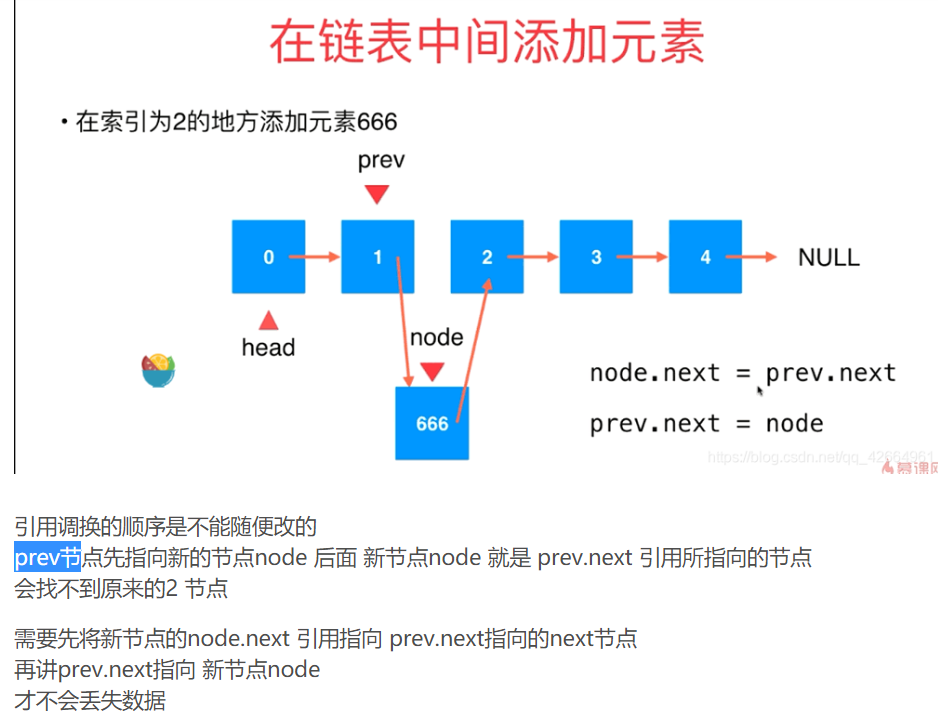 在链表中间添加元素
• 在索引为2的地方添加元素666
prev
0 1 2 3 4 NULL
head
node
666
node.next = prev.next
prev.next = node
https://blog.csdn.net/qq_42664961
慕课网
引用调换的顺序是不能随便改的
prev节点先指向新的节点node 后面 新节点node 就是 prev.next 引用所指向的节点
会找不到原来的2 节点
需要先将新节点的node.next 引用指向 prev.next指向的next节点
再讲prev.next指向 新节点node
才不会丢失数据